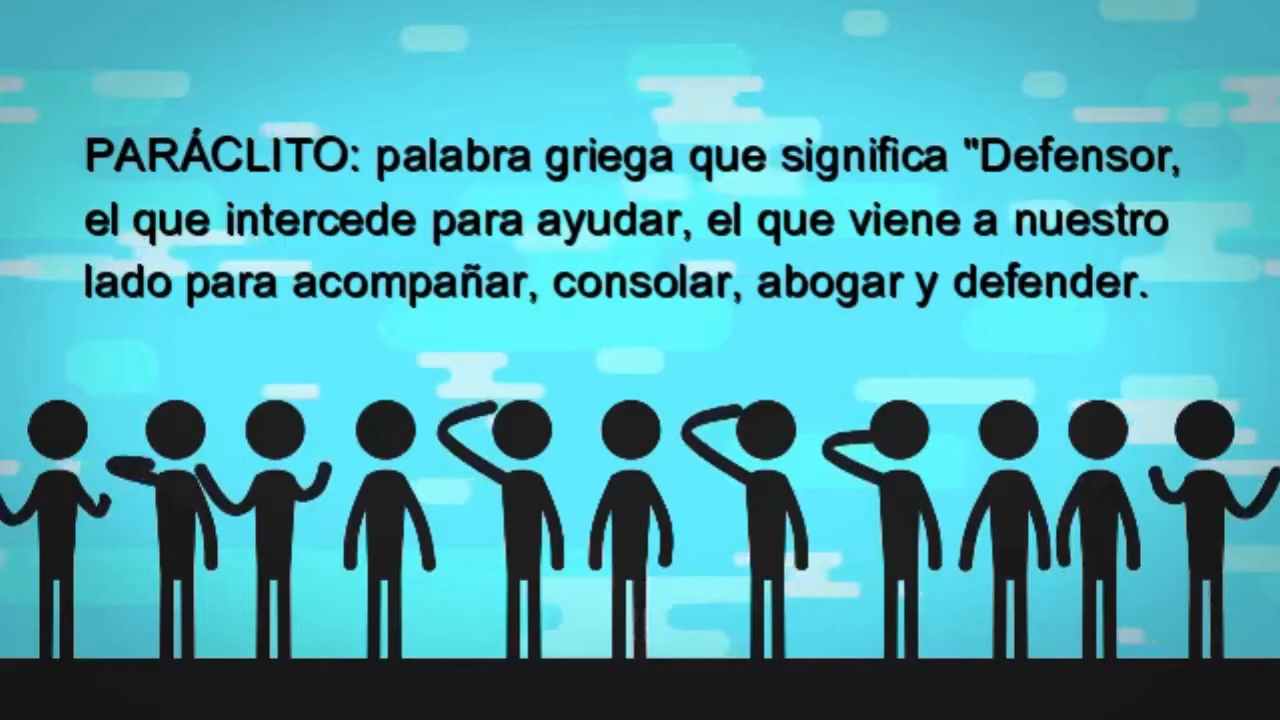 PARÁCLITO: palabra griega que significa "Defensor,
el que intercede para ayudar, el que viene a nuestro
lado para acompañar, consolar, abogar y defender.